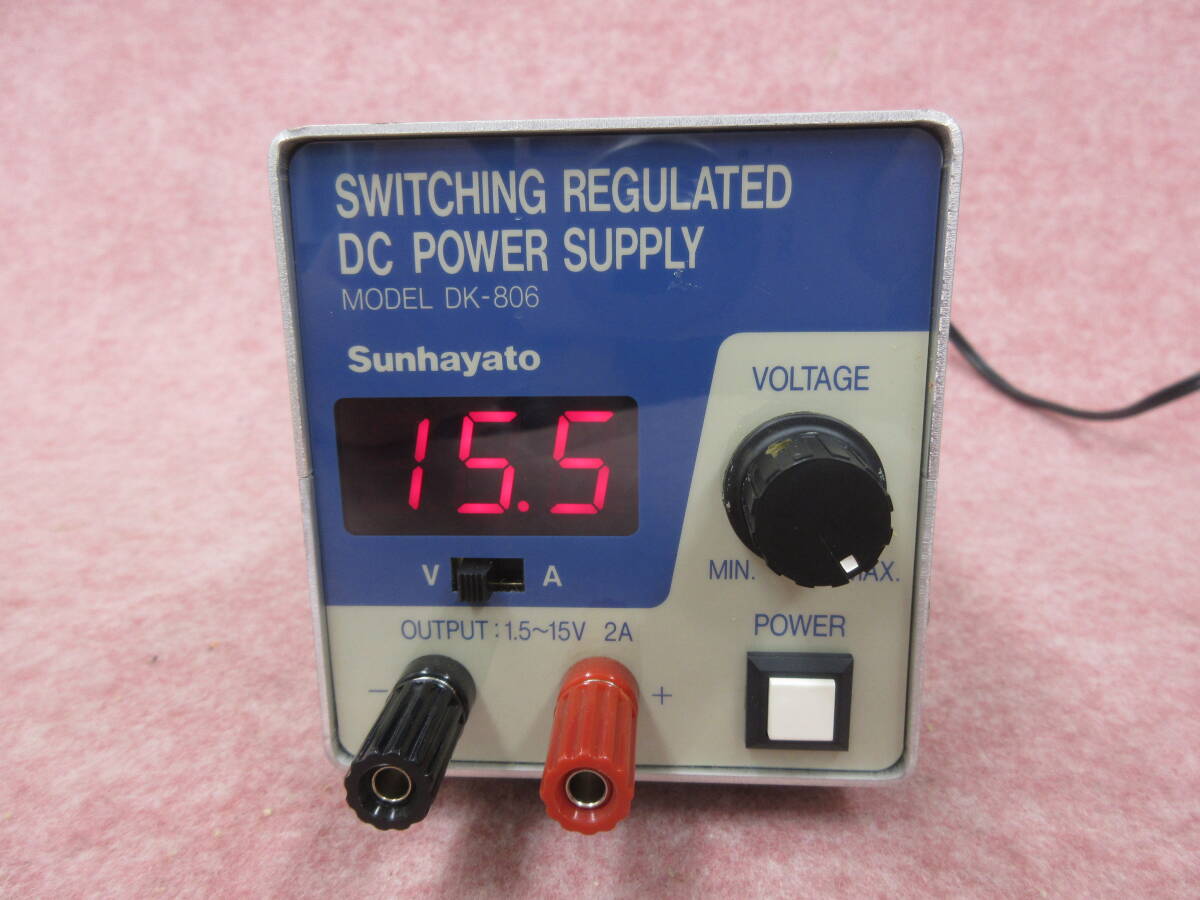 SWITCHING REGULATED
DC POWER SUPPLY
MODEL DK-806
Sunhayato
15.5
V A
VOLTAGE
MIN. MAX.
OUTPUT : 1.5~15V 2A
POWER
− +